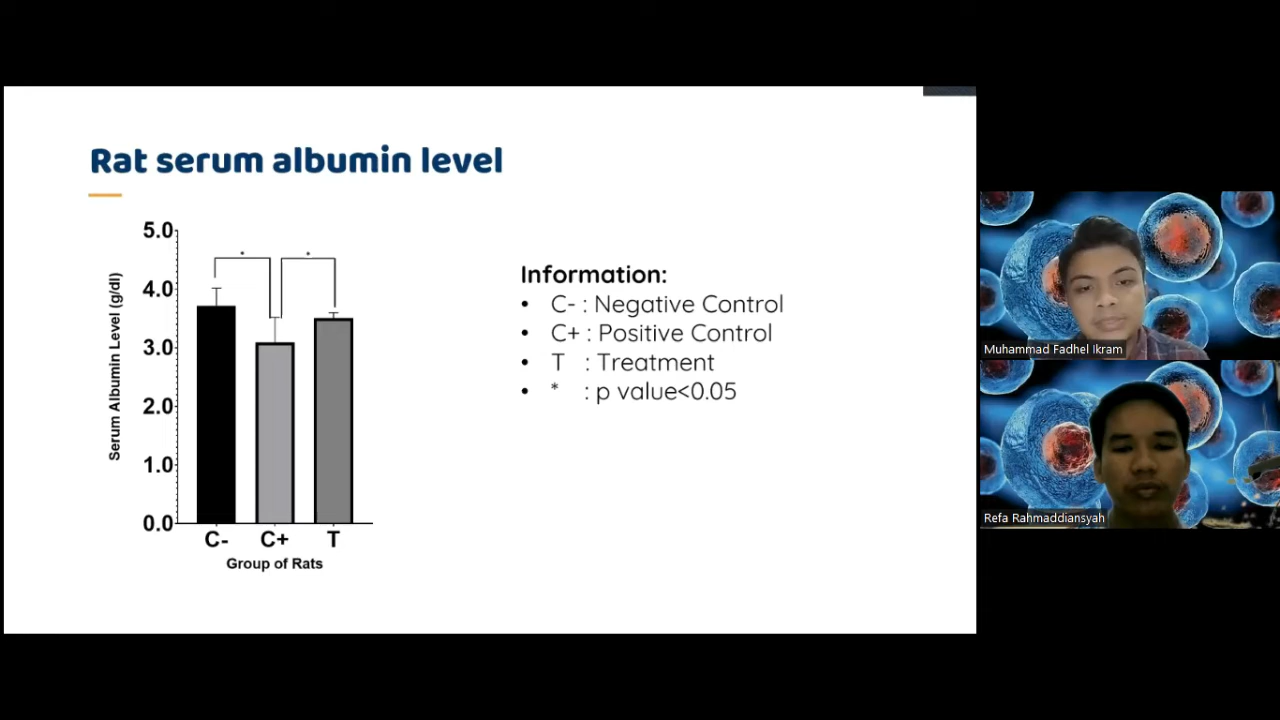 Rat serum albumin level
5.0
4.0
3.0
2.0
1.0
0.0
Serum Albumin Level (g/dl)
* *
C- C+ T
Group of Rats
Information:
• C- : Negative Control
• C+ : Positive Control
• T : Treatment
• * : p value<0.05
Muhammad Fadhel Ikram
Refa Rahmaddiansyah